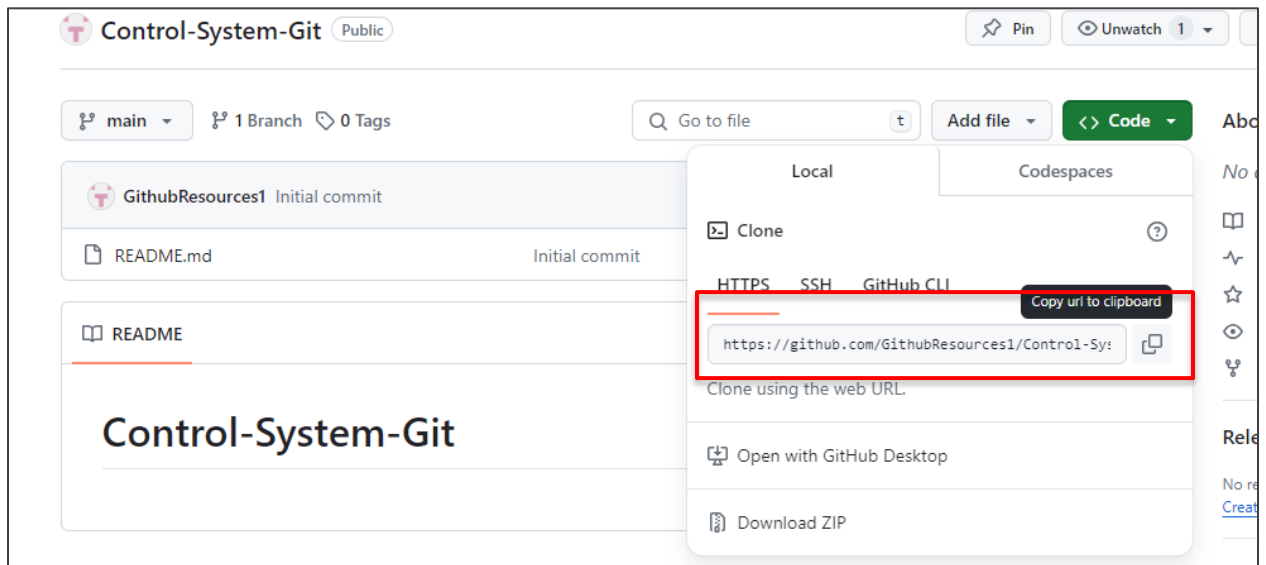 Control-System-Git Public
Pin
Unwatch 1
main
1 Branch
0 Tags
Go to file
t
Add file
<> Code
GithubResources1 Initial commit
README.md Initial commit
README
Control-System-Git
Local
Codespaces
Clone
HTTPS
SSH
GitHub CLI
Copy url to clipboard
https://github.com/GithubResources1/Control-Sys
Clone using the web URL.
Open with GitHub Desktop
Download ZIP
Abo
No
Rele
No re
Creat